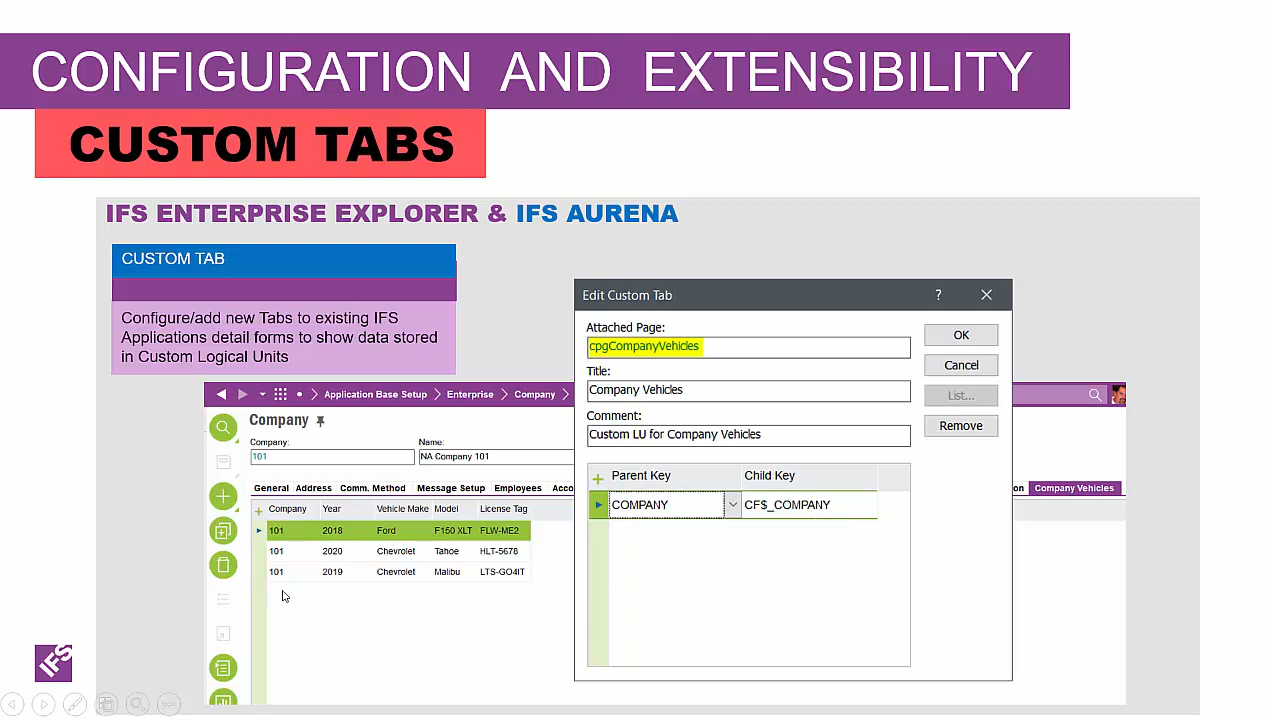 CONFIGURATION AND EXTENSIBILITY
CUSTOM TABS
IFS ENTERPRISE EXPLORER & IFS AURENA
CUSTOM TAB
Configure/add new Tabs to existing IFS
Applications detail forms to show data stored
in Custom Logical Units
Application Base Setup Enterprise Company
Company
Company: Name:
101 NA Company 101
General Address Comm. Method Message Setup Employees Acco
on Company Vehicles
Company Year Vehicle Make Model License Tag
101 2018 Ford F150 XLT FLW-ME2
101 2020 Chevrolet Tahoe HLT-5678
101 2019 Chevrolet Malibu LTS-GO4IT
Edit Custom Tab ?
Attached Page:
cpgCompanyVehicles
Title:
Company Vehicles
Comment:
Custom LU for Company Vehicles
OK
Cancel
List...
Remove
Parent Key Child Key
COMPANY CF$_COMPANY
IFS